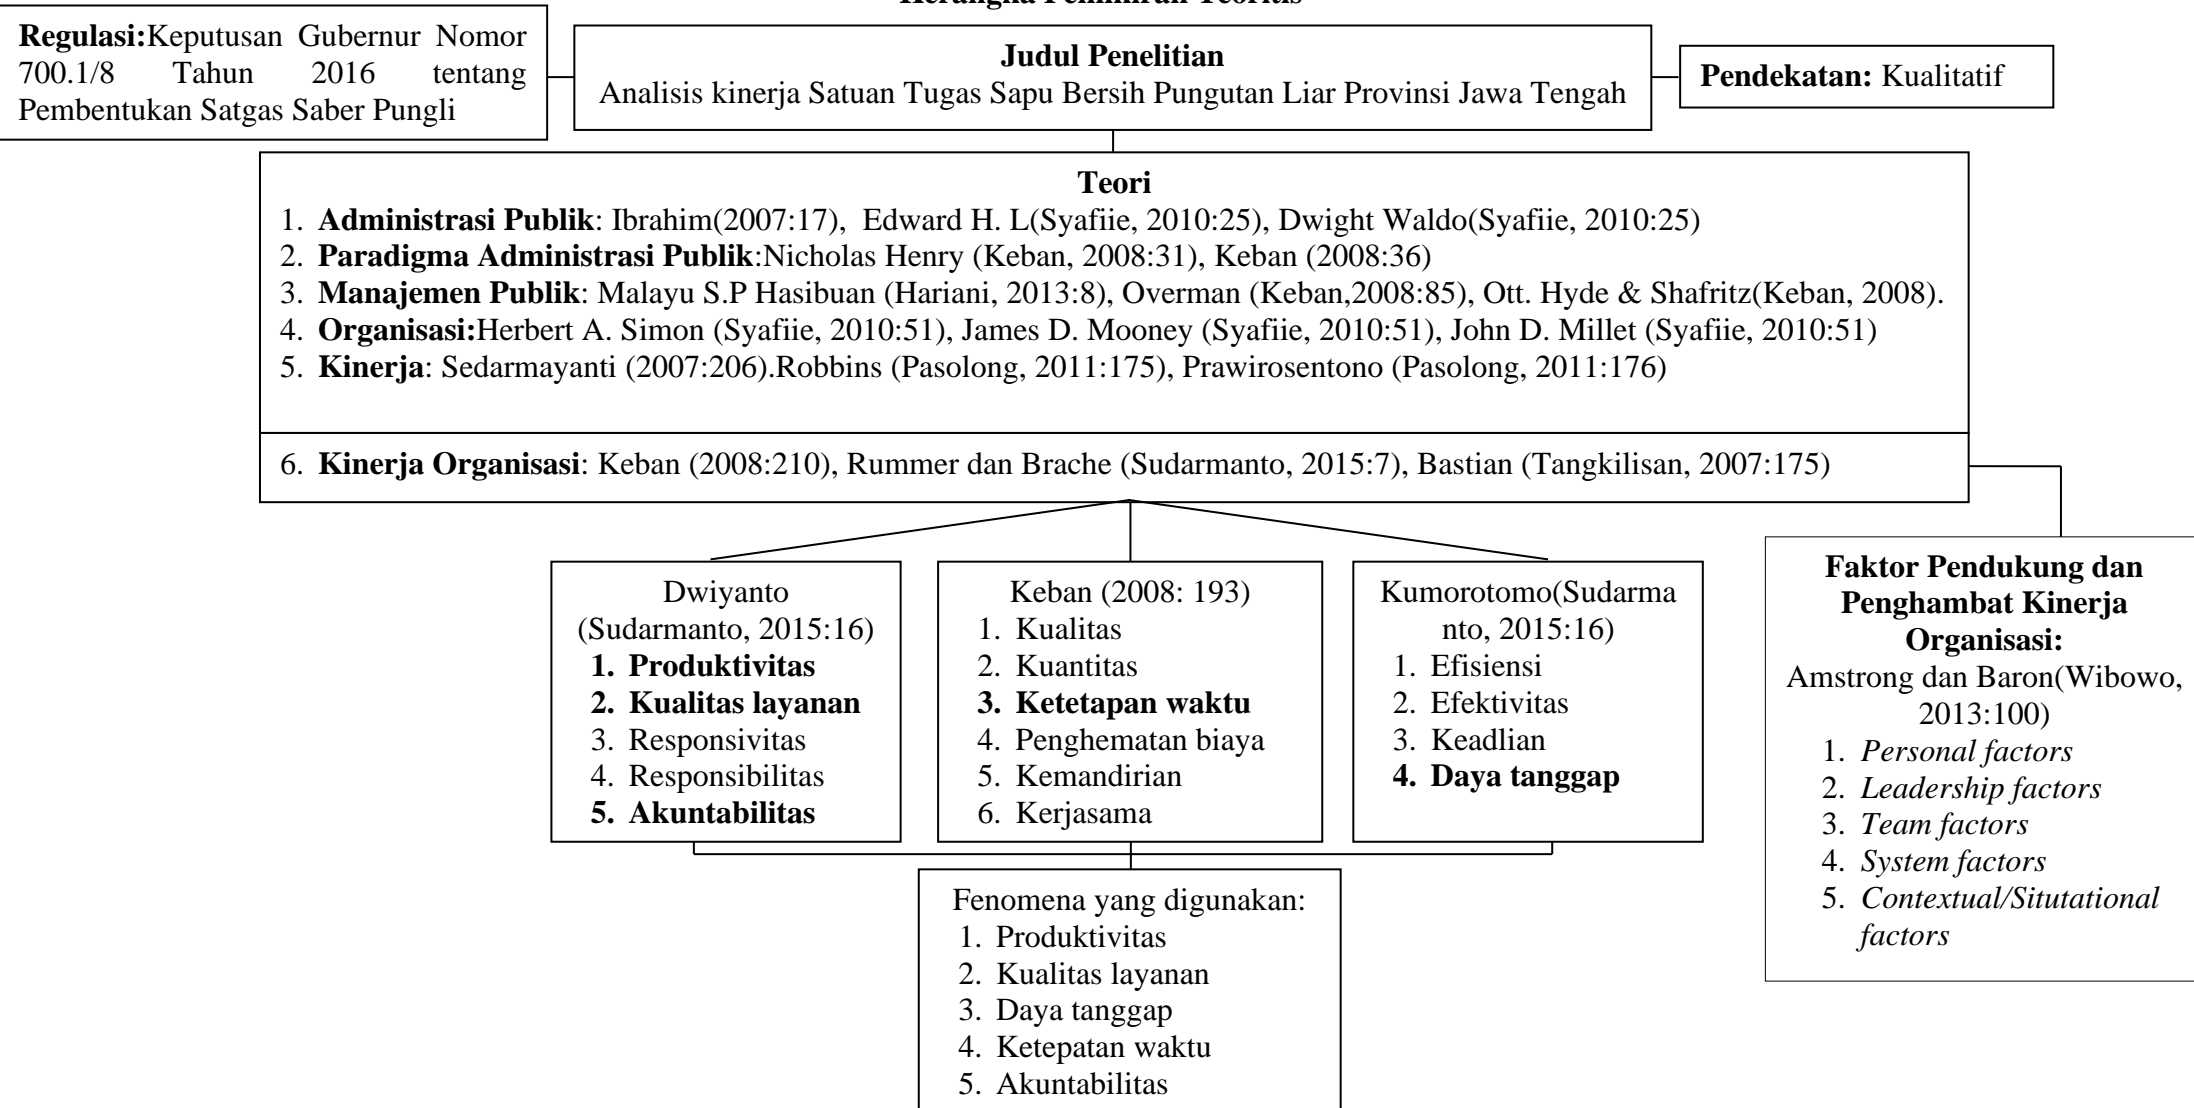 Kerangka Pemikiran Teoritis
Regulasi:Keputusan Gubernur Nomor
700.1/8 Tahun 2016 tentang
Pembentukan Satgas Saber Pungli
Judul Penelitian
Analisis kinerja Satuan Tugas Sapu Bersih Pungutan Liar Provinsi Jawa Tengah
Pendekatan: Kualitatif
Teori
1. Administrasi Publik: Ibrahim(2007:17), Edward H. L(Syafiie, 2010:25), Dwight Waldo(Syafiie, 2010:25)
2. Paradigma Administrasi Publik:Nicholas Henry (Keban, 2008:31), Keban (2008:36)
3. Manajemen Publik: Malayu S.P Hasibuan (Hariani, 2013:8), Overman (Keban,2008:85), Ott. Hyde & Shafritz(Keban, 2008).
4. Organisasi:Herbert A. Simon (Syafiie, 2010:51), James D. Mooney (Syafiie, 2010:51), John D. Millet (Syafiie, 2010:51)
5. Kinerja: Sedarmayanti (2007:206).Robbins (Pasolong, 2011:175), Prawirosentono (Pasolong, 2011:176)
6. Kinerja Organisasi: Keban (2008:210), Rummer dan Brache (Sudarmanto, 2015:7), Bastian (Tangkilisan, 2007:175)
Dwiyanto
(Sudarmanto, 2015:16)
1. Produktivitas
2. Kualitas layanan
3. Responsivitas
4. Responsibilitas
5. Akuntabilitas
Keban (2008: 193)
1. Kualitas
2. Kuantitas
3. Ketetapan waktu
4. Penghematan biaya
5. Kemandirian
6. Kerjasama
Kumorotomo(Sudarma
nto, 2015:16)
1. Efisiensi
2. Efektivitas
3. Keadlian
4. Daya tanggap
Faktor Pendukung dan
Penghambat Kinerja
Organisasi:
Amstrong dan Baron(Wibowo,
2013:100)
1. Personal factors
2. Leadership factors
3. Team factors
4. System factors
5. Contextual/Situtational
factors
Fenomena yang digunakan:
1. Produktivitas
2. Kualitas layanan
3. Daya tanggap
4. Ketepatan waktu
5. Akuntabilitas